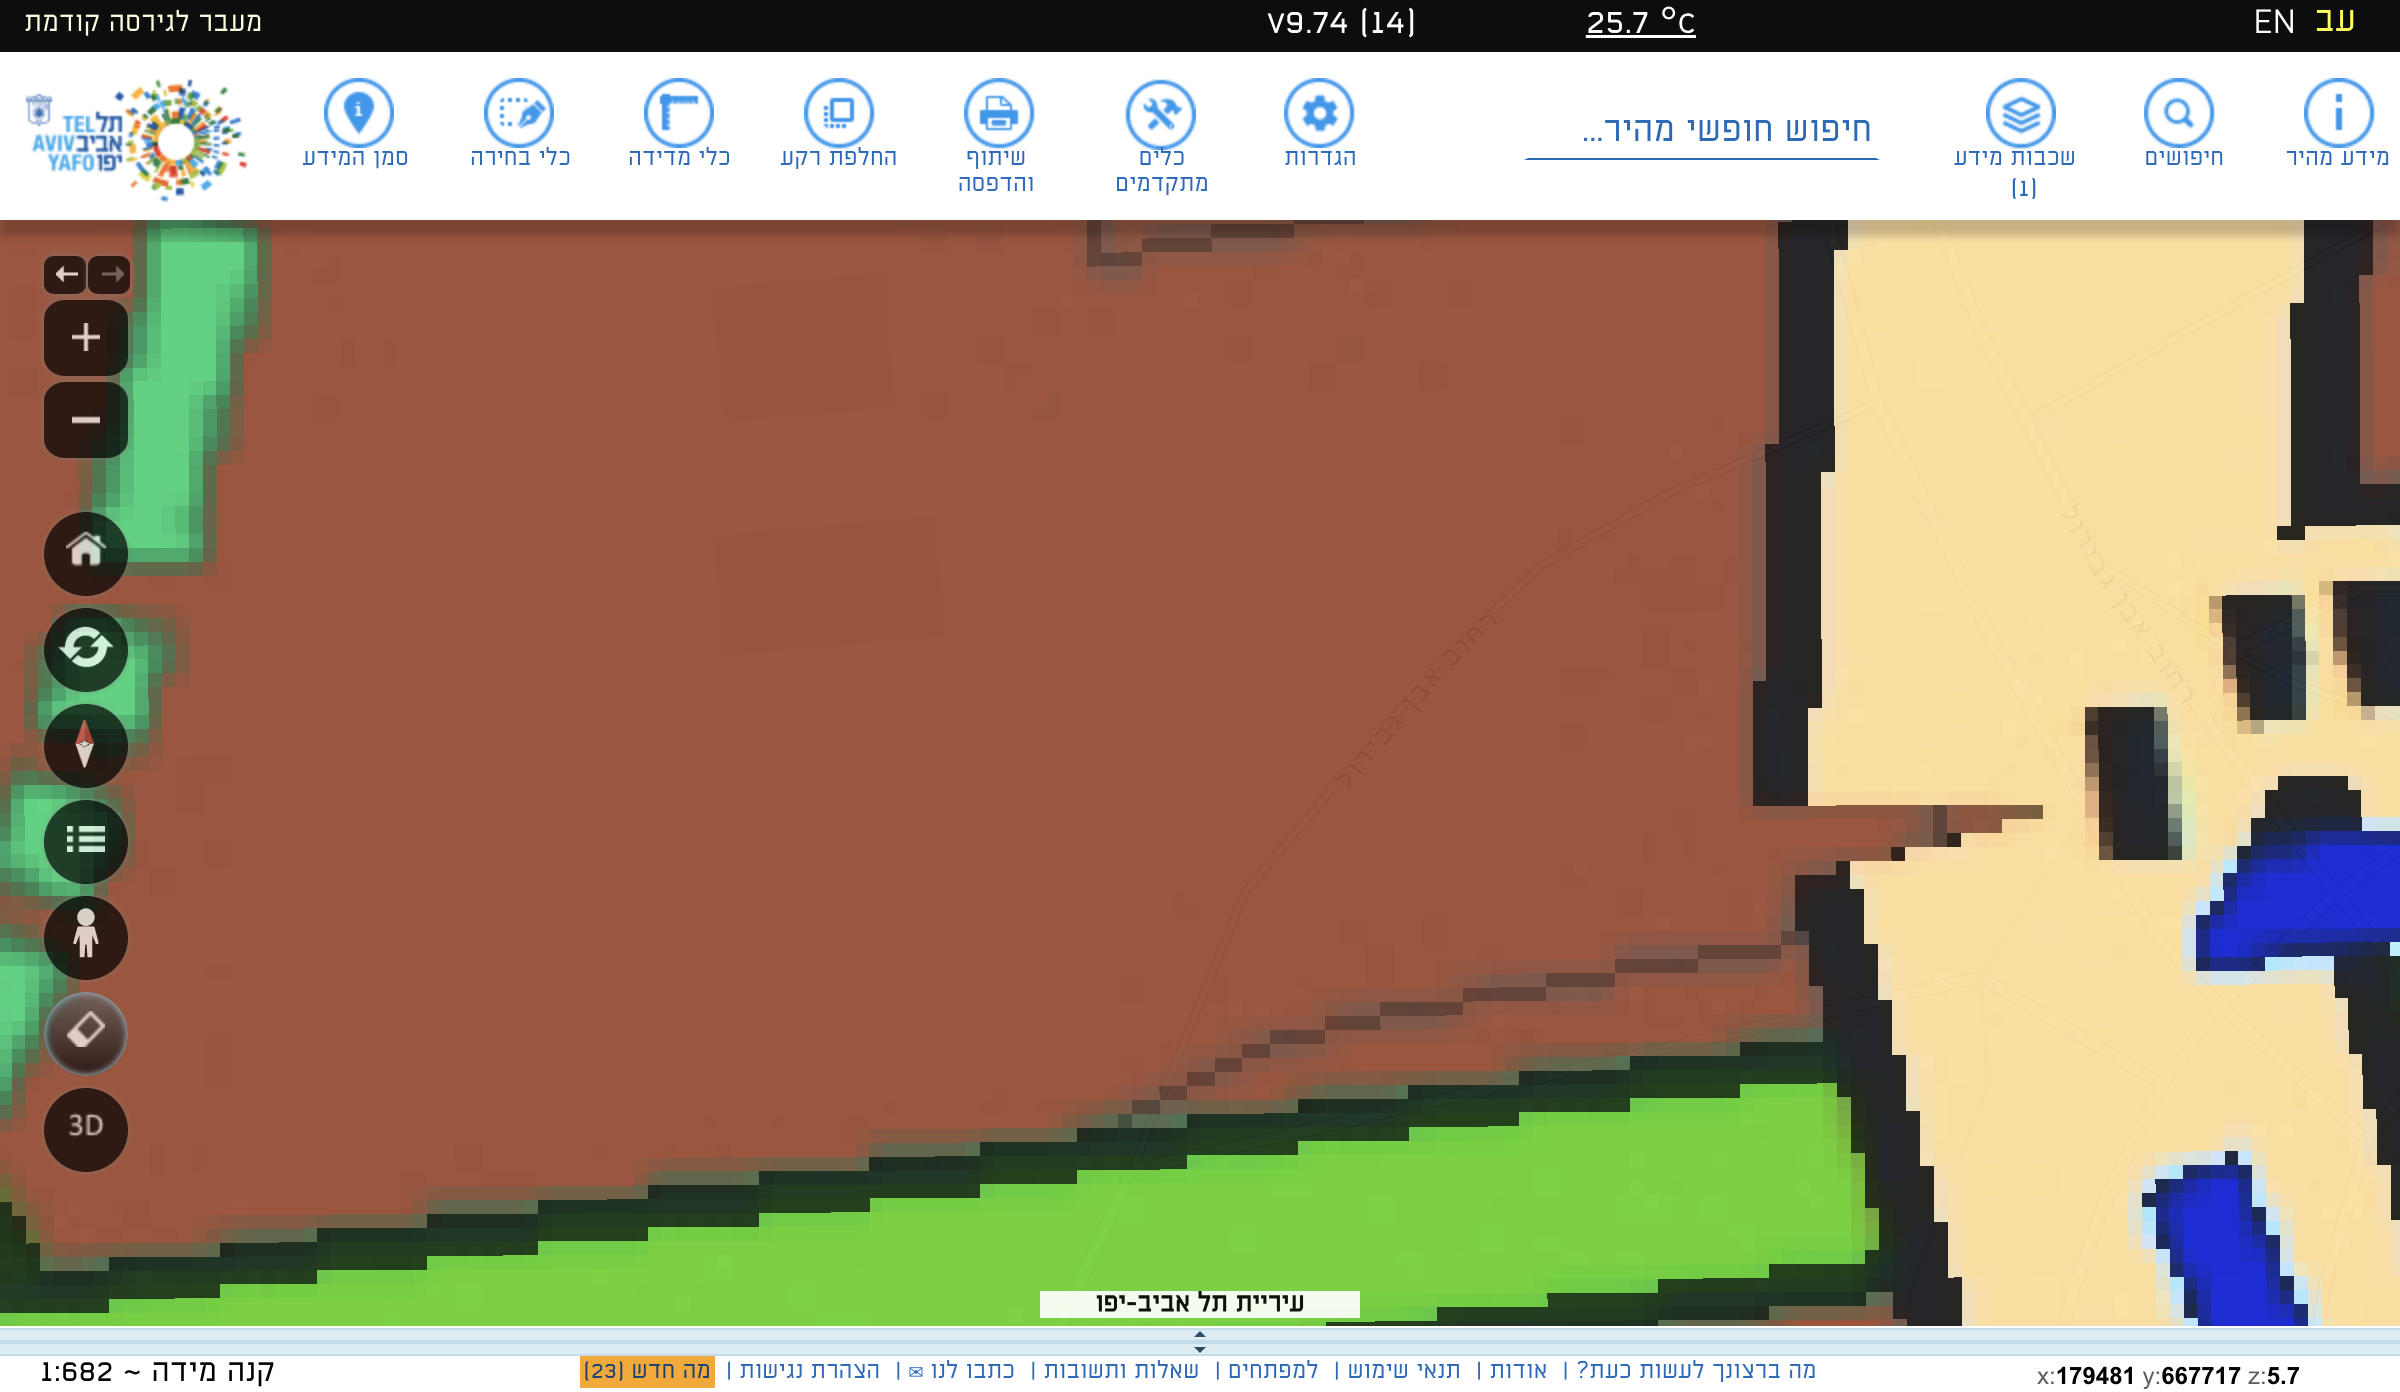 מעבר לגירסה קודמת
V9.74 (14)
25.7 °C
EN עב
תל TEL
אביב AVIV
יפו YAFO
סמן המידע
כלי בחירה
כלי מדידה
החלפת רקע
שיתוף
והדפסה
כלים
מתקדמים
הגדרות
חיפוש חופשי מהיר...
שכבות מידע
(1)
חיפושים
מידע מהיר
רחוב אבן גבירול
רחוב אבן גבירול
3D
עיריית תל אביב-יפו
קנה מידה ~ 1:682
מה ברצונך לעשות כעת? | אודות | תנאי שימוש | למפתחים | שאלות ותשובות | כתבו לנו ✉ | הצהרת נגישות | מה חדש (23)
x:179481 y:667717 z:5.7